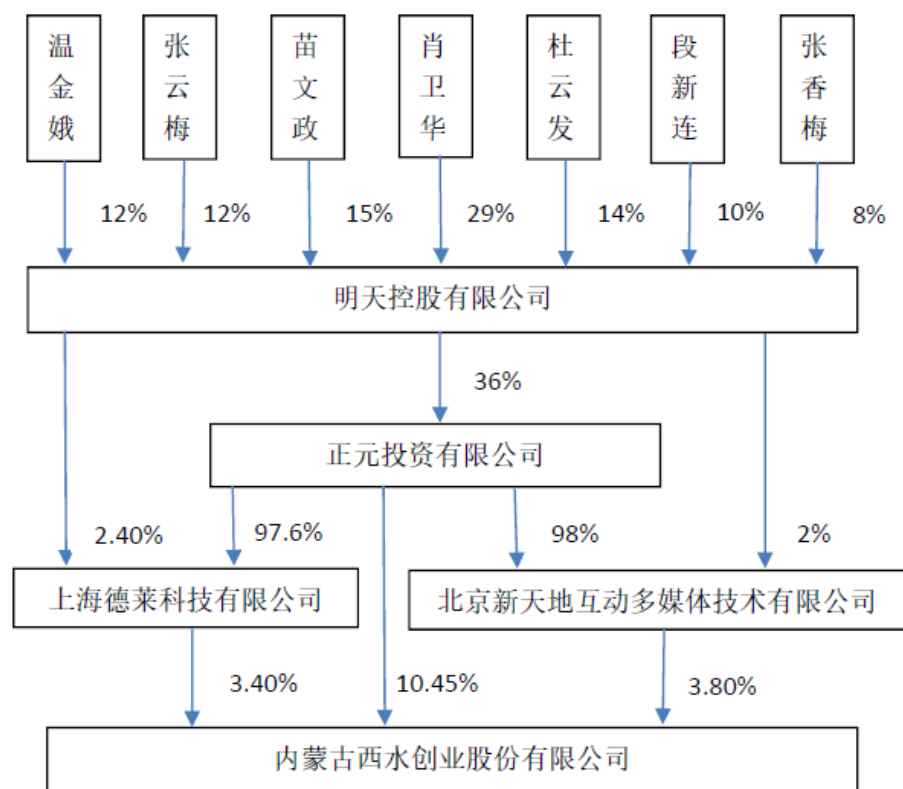 温金娥
张云梅
苗文政
肖卫华
杜云发
段新连
张香梅
12%
12%
15%
29%
14%
10%
8%
明天控股有限公司
36%
正元投资有限公司
2.40%
97.6%
98%
2%
上海德莱科技有限公司
北京新天地互动多媒体技术有限公司
3.40%
10.45%
3.80%
内蒙古西水创业股份有限公司